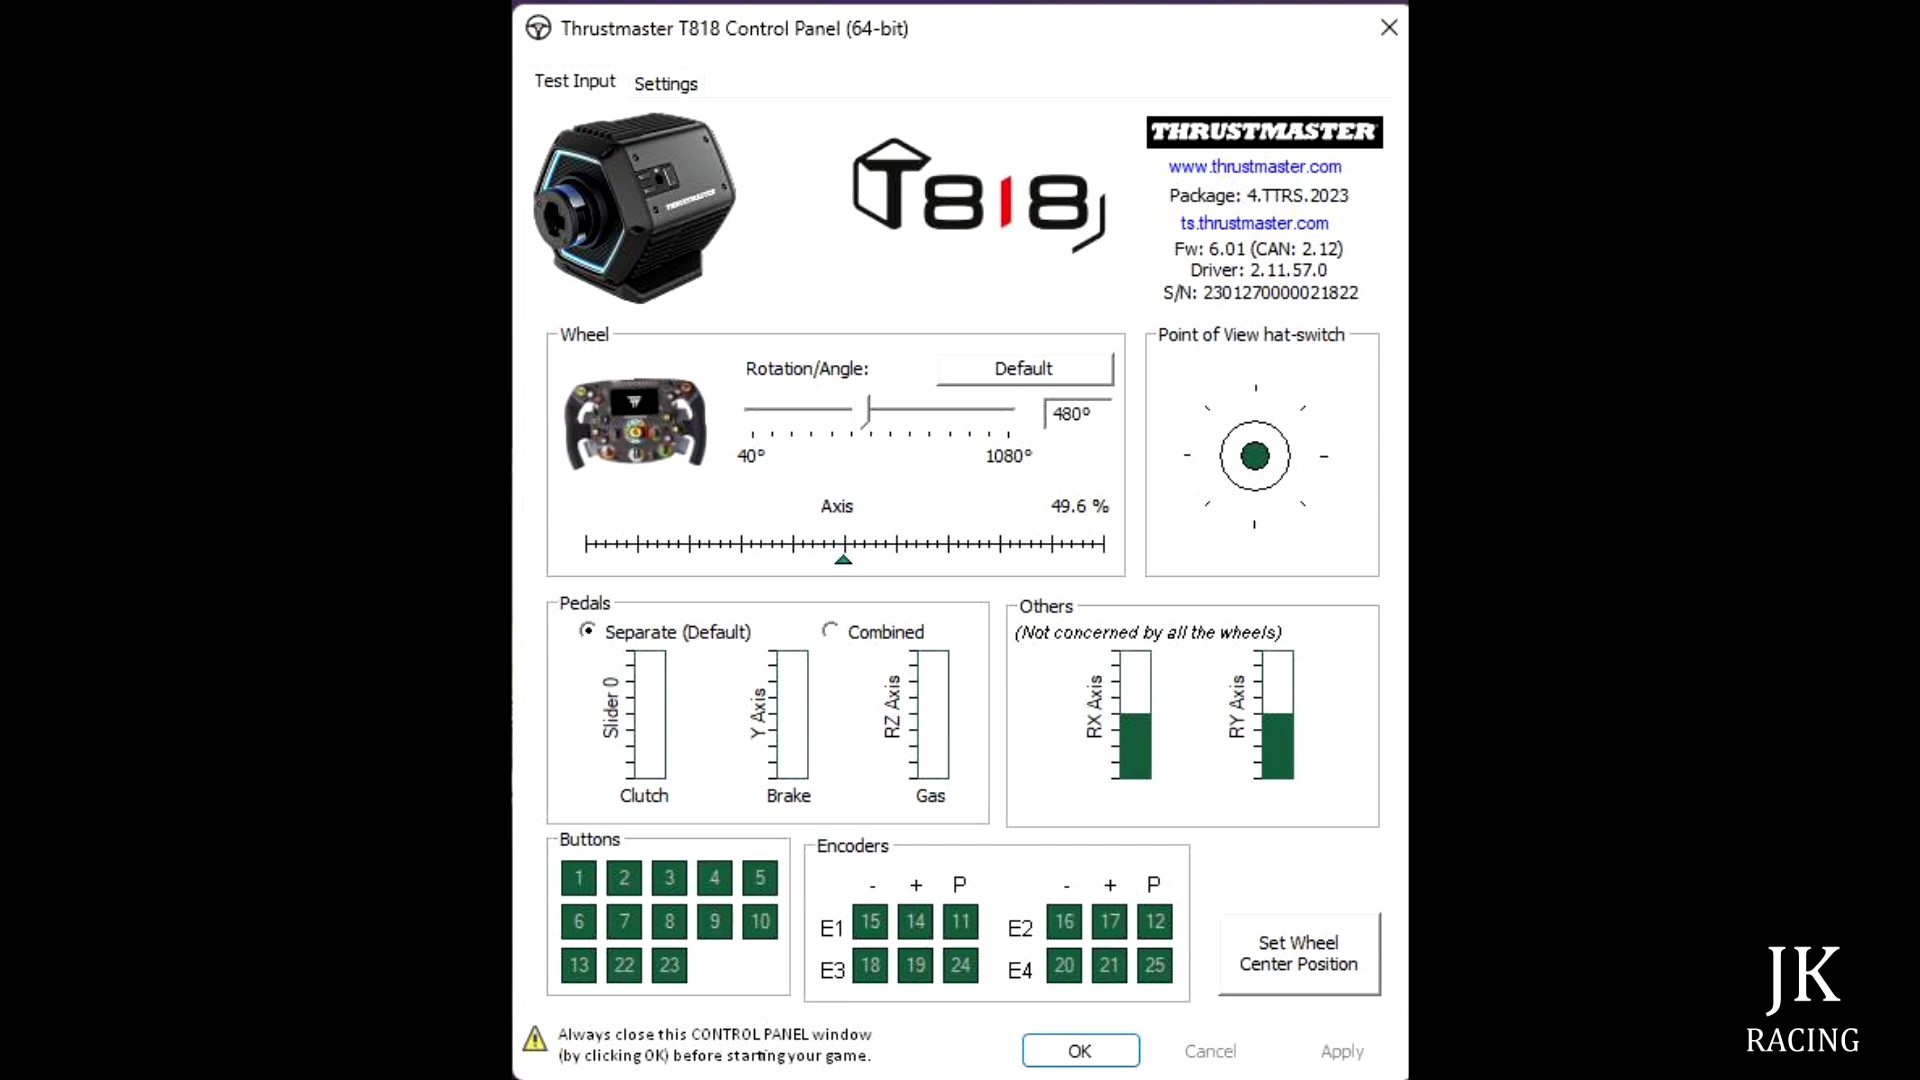 Thrustmaster T818 Control Panel (64-bit)
Test Input
Settings
THRUSTMASTER
T818
THRUSTMASTER
www.thrustmaster.com
Package: 4.TTRS.2023
ts.thrustmaster.com
Fw: 6.01 (CAN: 2.12)
Driver: 2.11.57.0
S/N: 2301270000021822
Wheel
Rotation/Angle:
Default
480°
40°
1080°
Axis
49.6 %
Point of View hat-switch
Pedals
Separate (Default)
Combined
Slider 0
Y Axis
RZ Axis
Clutch
Brake
Gas
Others
(Not concerned by all the wheels)
RX Axis
RY Axis
Buttons
1 2 3 4 5
6 7 8 9 10
13 22 23
Encoders
- + P - + P
E1 15 14 11 E2 16 17 12
E3 18 19 24 E4 20 21 25
Set Wheel
Center Position
Always close this CONTROL PANEL window
(by clicking OK) before starting your game.
OK
Cancel
Apply
JK
RACING